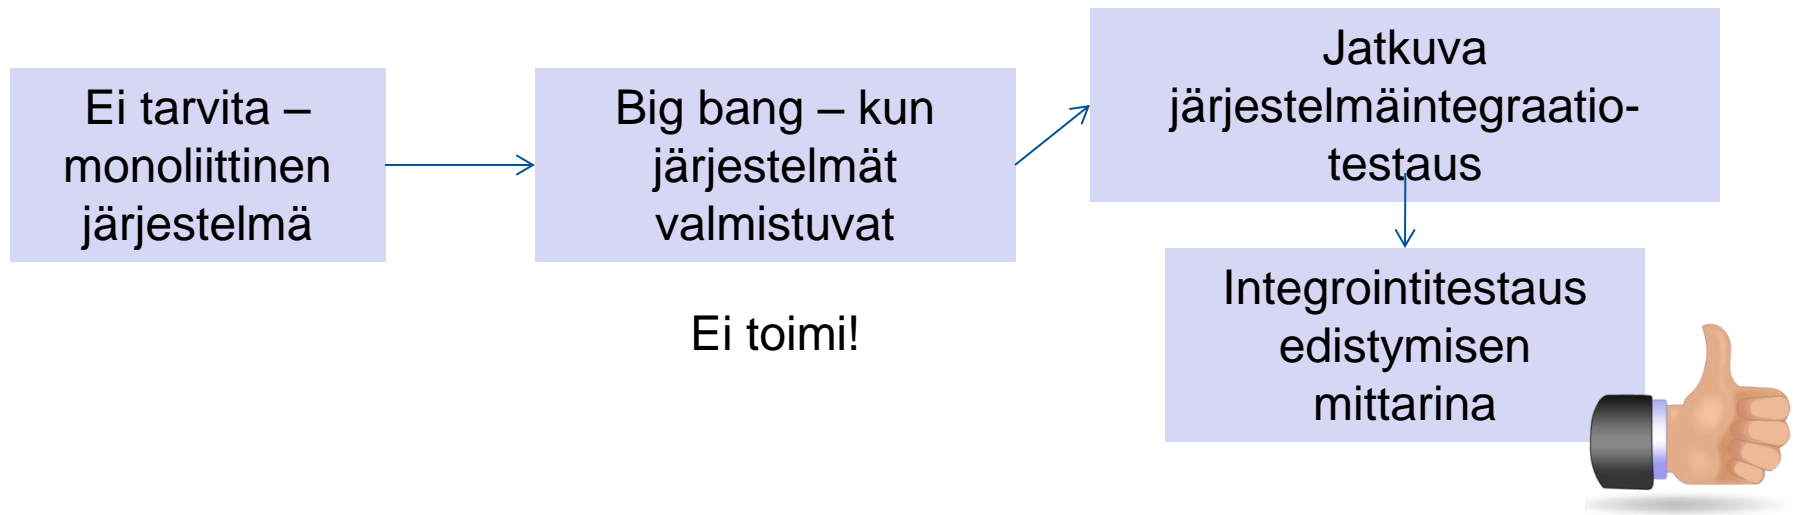 Ei tarvita –
monoliittinen
järjestelmä
Big bang – kun
järjestelmät
valmistuvat
Ei toimi!
Jatkuva
järjestelmäintegraatio-
testaus
Integrointitestaus
edistymisen
mittarina